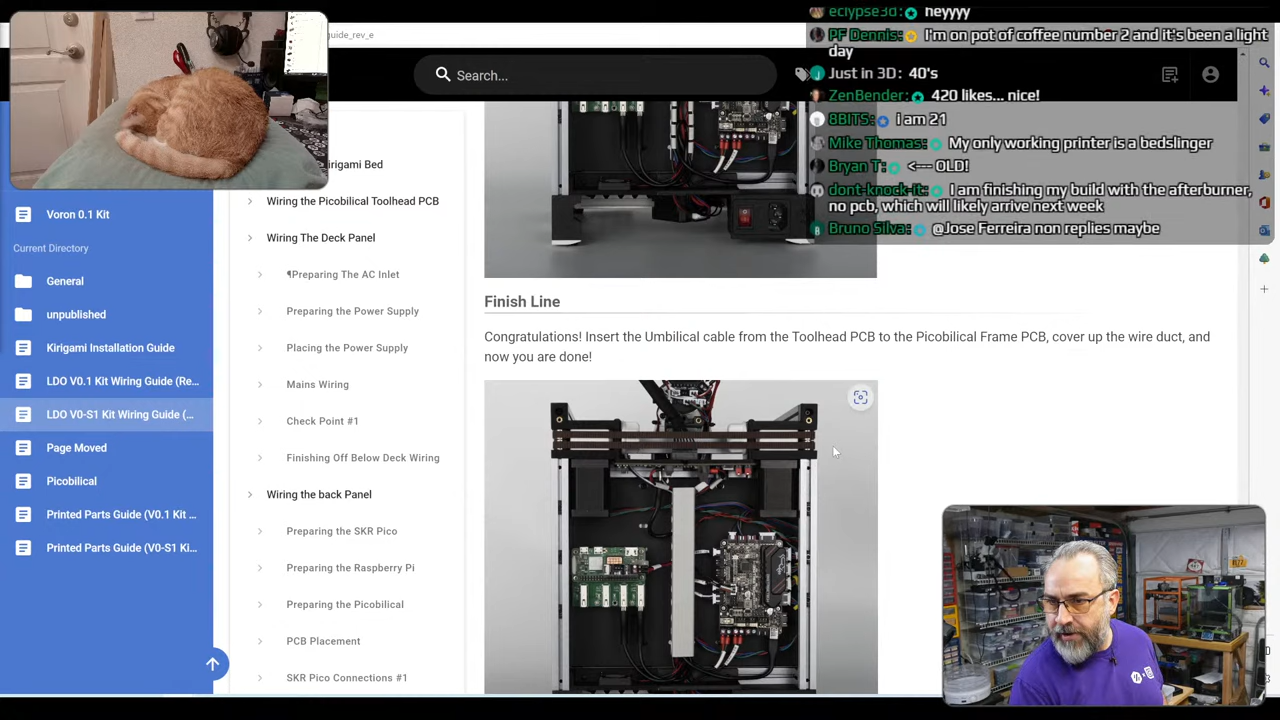 guide_rev_e
Search...
eclypse3d: heyyyy
PF Dennis: I'm on pot of coffee number 2 and it's been a light
day
Just in 3D: 40's
ZenBender: 420 likes... nice!
8BITS: i am 21
Mike Thomas: My only working printer is a bedslinger
Bryan T: <--- OLD!
dont-knock-it: I am finishing my build with the afterburner,
no pcb, which will likely arrive next week
Bruno Silva: @Jose Ferreira non replies maybe
Voron 0.1 Kit
Current Directory
General
unpublished
Kirigami Installation Guide
LDO V0.1 Kit Wiring Guide (Re...
LDO V0-S1 Kit Wiring Guide (...
Page Moved
Picobilical
Printed Parts Guide (V0.1 Kit ...
Printed Parts Guide (V0-S1 Ki...
irigami Bed
Wiring the Picobilical Toolhead PCB
Wiring The Deck Panel
¶Preparing The AC Inlet
Preparing the Power Supply
Placing the Power Supply
Mains Wiring
Check Point #1
Finishing Off Below Deck Wiring
Wiring the back Panel
Preparing the SKR Pico
Preparing the Raspberry Pi
Preparing the Picobilical
PCB Placement
SKR Pico Connections #1
Finish Line
Congratulations! Insert the Umbilical cable from the Toolhead PCB to the Picobilical Frame PCB, cover up the wire duct, and
now you are done!